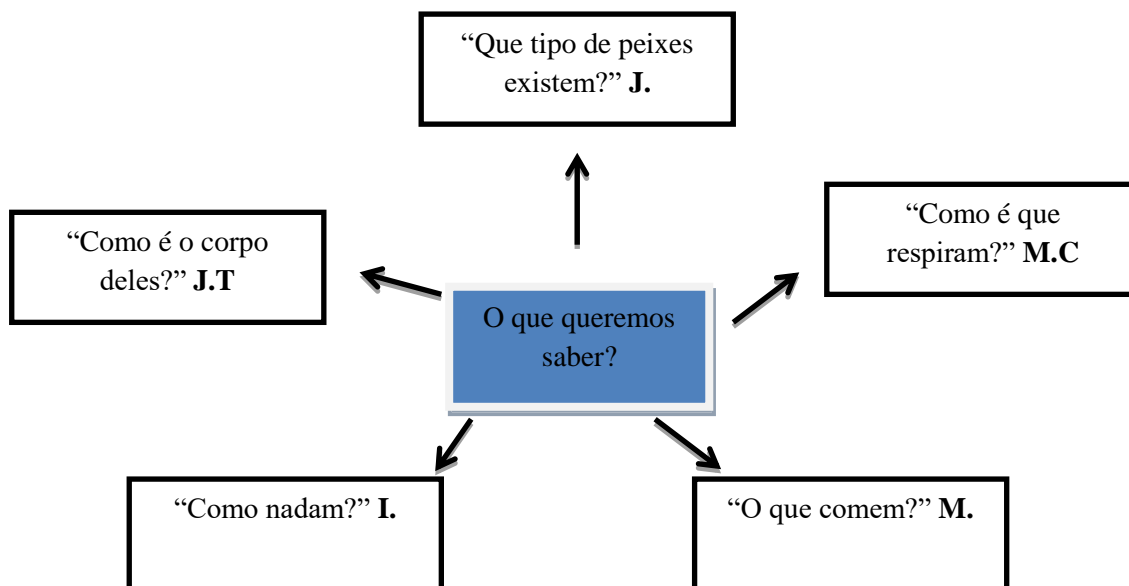 “Que tipo de peixes
existem?” J.
“Como é o corpo
deles?” J.T
“Como é que
respiram?” M.C
O que queremos
saber?
“Como nadam?” I.
“O que comem?” M.